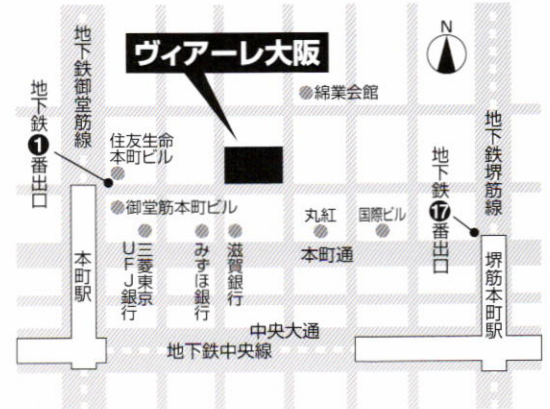 ヴィアーレ大阪
N
地下鉄御堂筋線
地下鉄1番出口
綿業会館
住友生命
本町ビル
地下鉄堺筋線
地下鉄17番出口
御堂筋本町ビル
丸紅
国際ビル
本町駅
三菱東京
UFJ銀行
みずほ銀行
滋賀銀行
本町通
堺筋本町駅
中央大通
地下鉄中央線